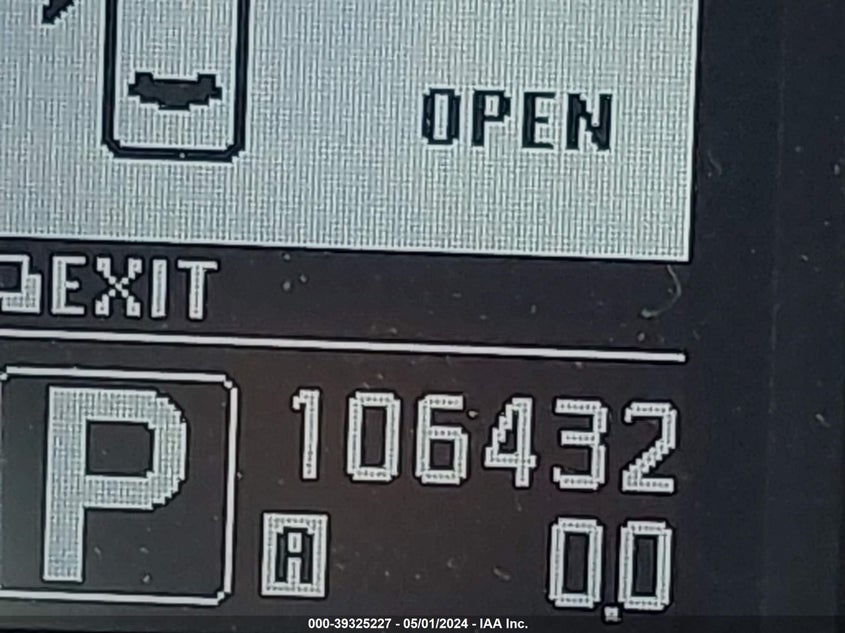 OPEN
EXIT
P
106432
A 0.0
000-39325227 - 05/01/2024 - IAA Inc.